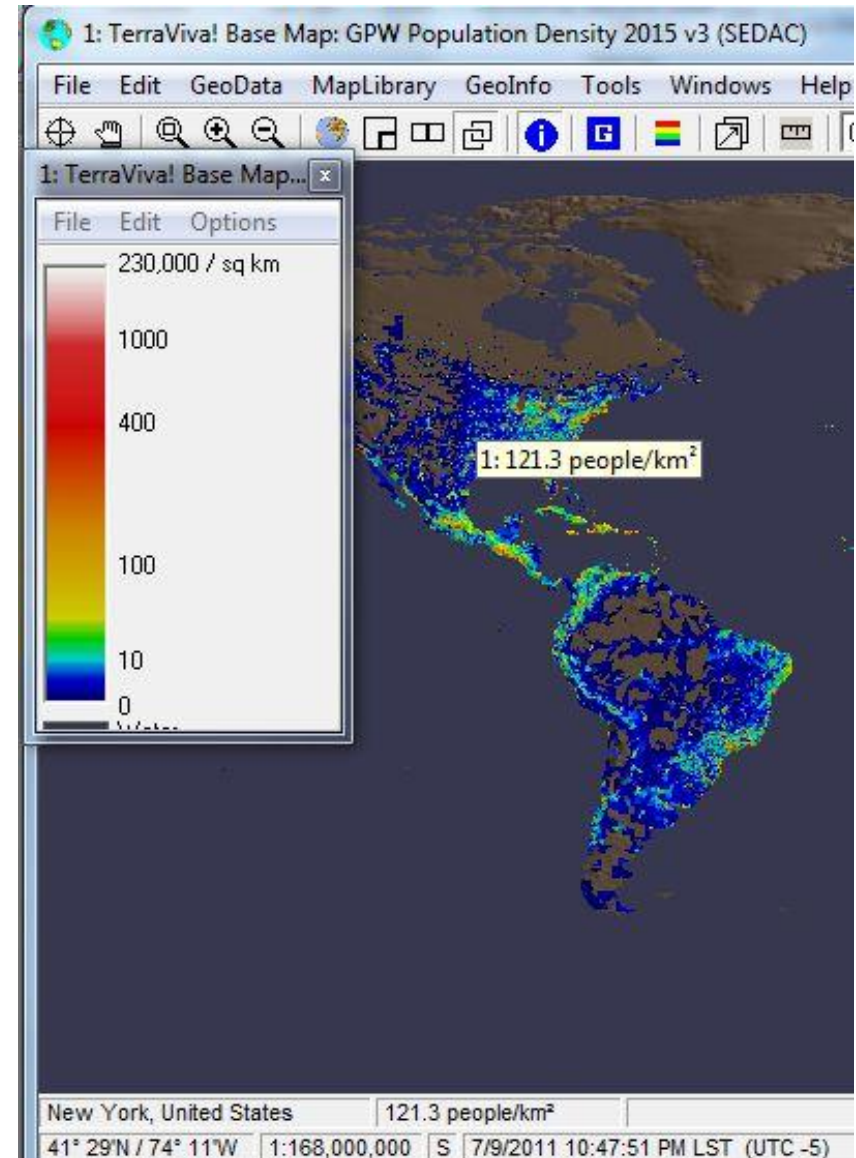 1: TerraViva! Base Map: GPW Population Density 2015 v3 (SEDAC)
File Edit GeoData MapLibrary GeoInfo Tools Windows Help
G
1: TerraViva! Base Map... x
File Edit Options
230,000 / sq km
1000
400
100
10
0
1: 121.3 people/km²
New York, United States 121.3 people/km²
41° 29'N / 74° 11'W 1:168,000,000 S 7/9/2011 10:47:51 PM LST (UTC -5)